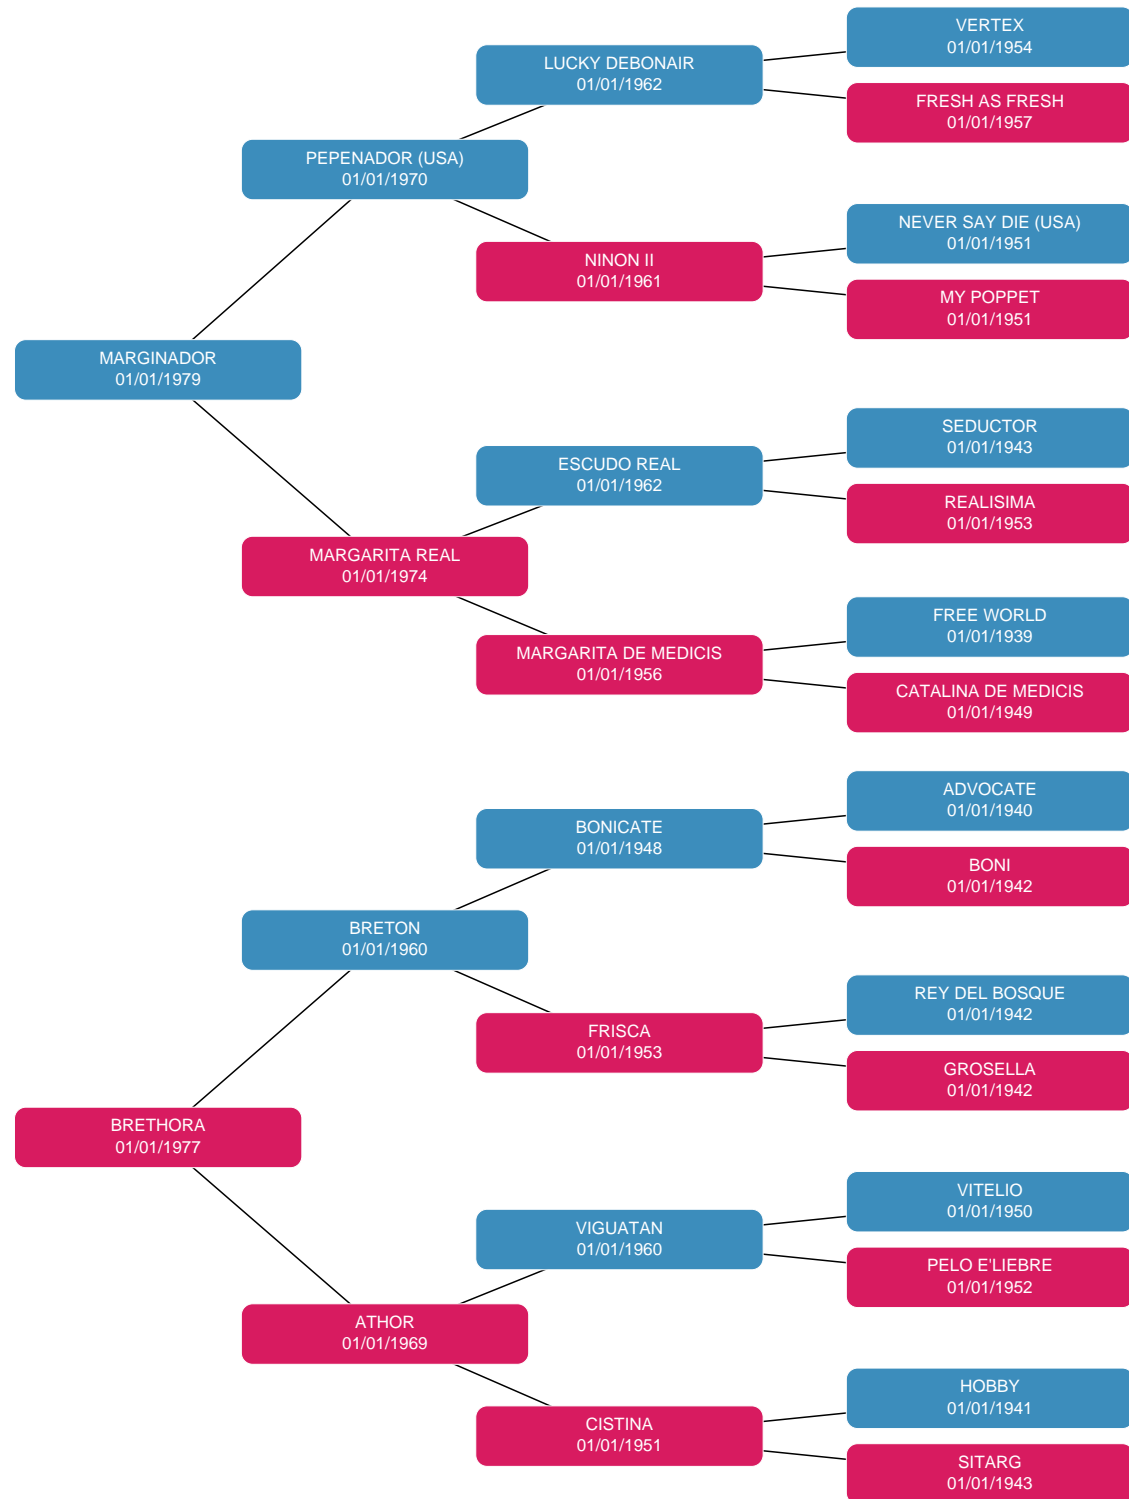 VERTEX
01/01/1954
LUCKY DEBONAIR
01/01/1962
FRESH AS FRESH
01/01/1957
PEPENADOR (USA)
01/01/1970
NEVER SAY DIE (USA)
01/01/1951
NINON II
01/01/1961
MY POPPET
01/01/1951
MARGINADOR
01/01/1979
SEDUCTOR
01/01/1943
ESCUDO REAL
01/01/1962
REALISIMA
01/01/1953
MARGARITA REAL
01/01/1974
FREE WORLD
01/01/1939
MARGARITA DE MEDICIS
01/01/1956
CATALINA DE MEDICIS
01/01/1949
ADVOCATE
01/01/1940
BONICATE
01/01/1948
BONI
01/01/1942
BRETON
01/01/1960
REY DEL BOSQUE
01/01/1942
FRISCA
01/01/1953
GROSELLA
01/01/1942
BRETHORA
01/01/1977
VITELIO
01/01/1950
VIGUATAN
01/01/1960
PELO E'LIEBRE
01/01/1952
ATHOR
01/01/1969
HOBBY
01/01/1941
CISTINA
01/01/1951
SITARG
01/01/1943